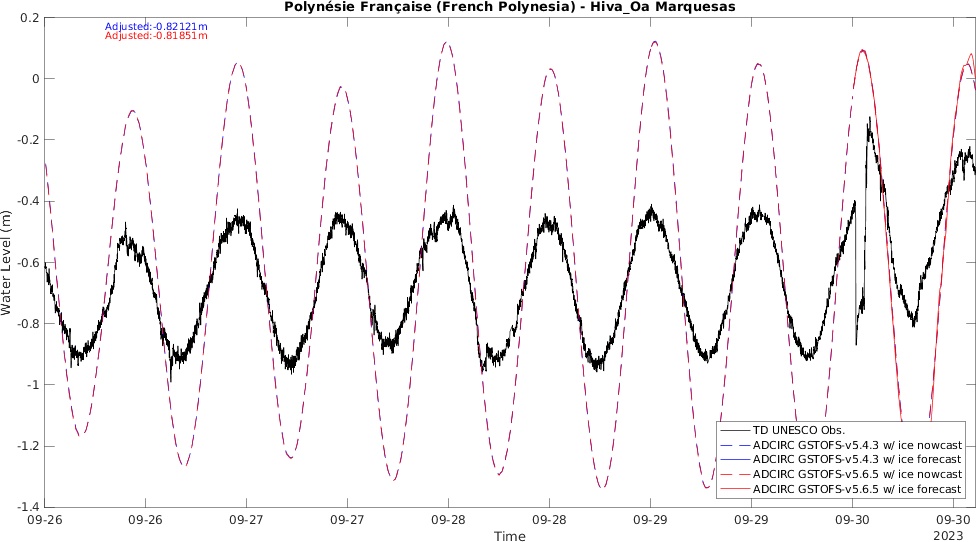 Polynésie Française (French Polynesia) - Hiva_Oa Marquesas
Adjusted:-0.82121m
Adjusted:-0.81851m
0.2
0
-0.2
-0.4
-0.6
-0.8
-1
-1.2
-1.4
Water Level (m)
TD UNESCO Obs.
ADCIRC GSTOFS-v5.4.3 w/ ice nowcast
ADCIRC GSTOFS-v5.4.3 w/ ice forecast
ADCIRC GSTOFS-v5.6.5 w/ ice nowcast
ADCIRC GSTOFS-v5.6.5 w/ ice forecast
09-26 09-26 09-27 09-27 09-28 09-28 09-29 09-29 09-30 09-30
Time
2023